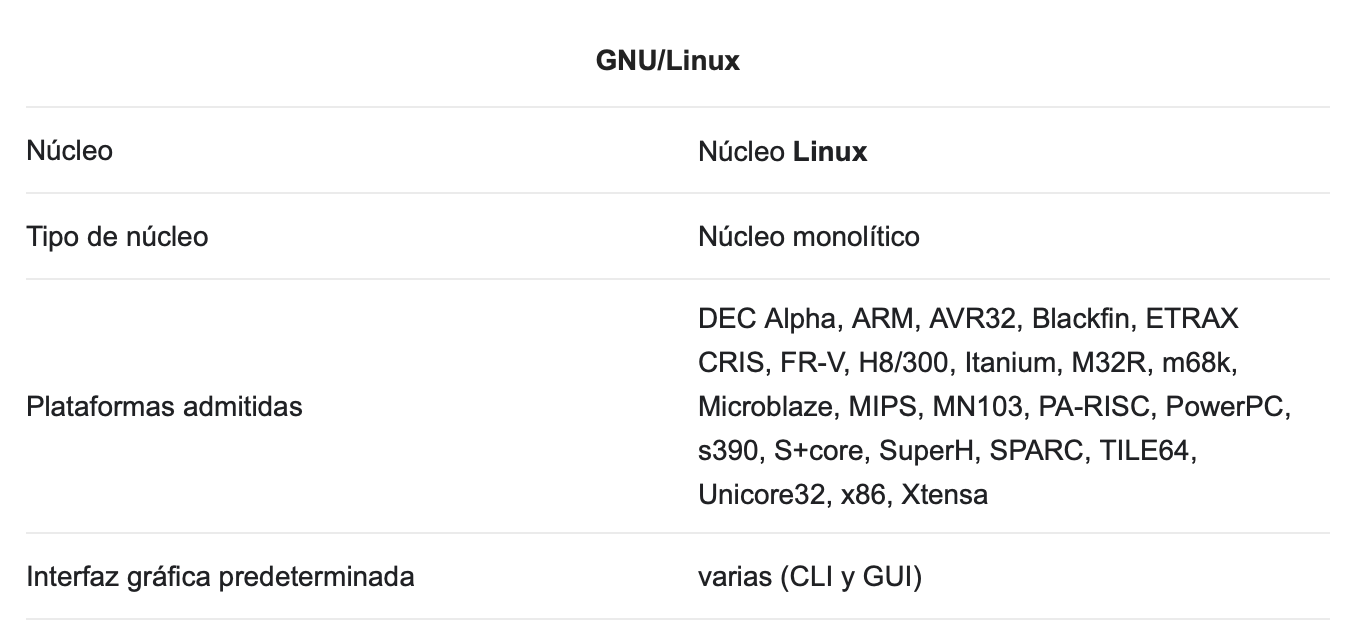 GNU/Linux
Núcleo
Núcleo Linux
Tipo de núcleo
Núcleo monolítico
Plataformas admitidas
DEC Alpha, ARM, AVR32, Blackfin, ETRAX
CRIS, FR-V, H8/300, Itanium, M32R, m68k,
Microblaze, MIPS, MN103, PA-RISC, PowerPC,
s390, S+core, SuperH, SPARC, TILE64,
Unicore32, x86, Xtensa
Interfaz gráfica predeterminada
varias (CLI y GUI)